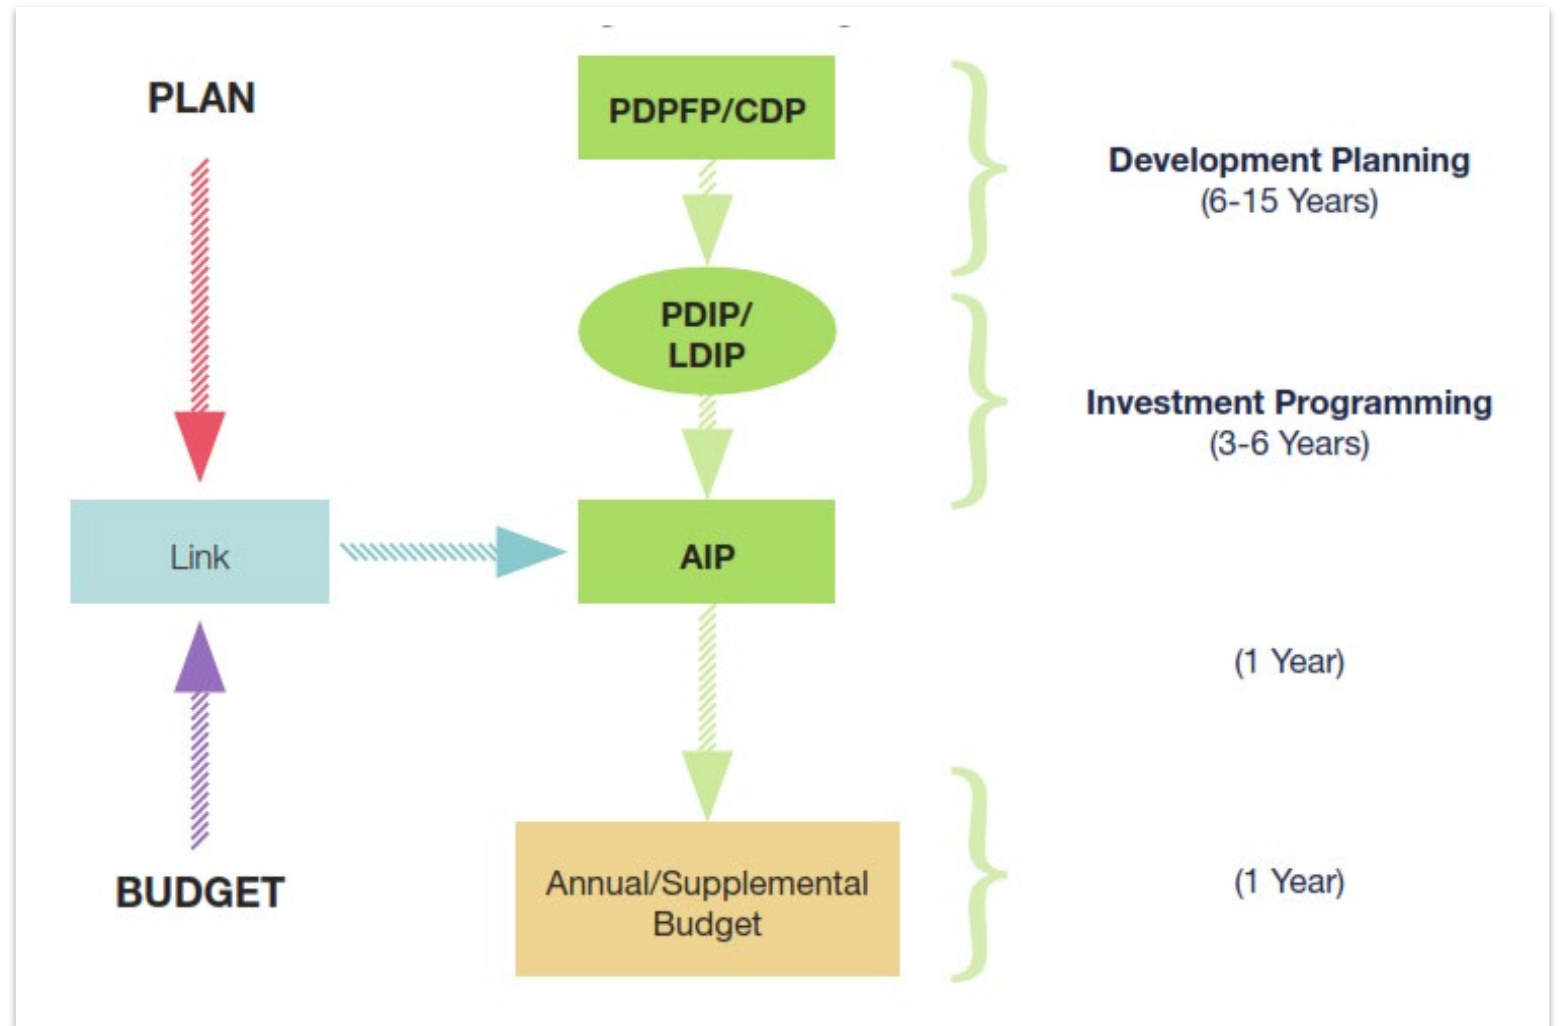 PLAN
PDPFP/CDP
Development Planning
(6-15 Years)
PDIP/
LDIP
Investment Programming
(3-6 Years)
Link
AIP
(1 Year)
BUDGET
Annual/Supplemental
Budget
(1 Year)